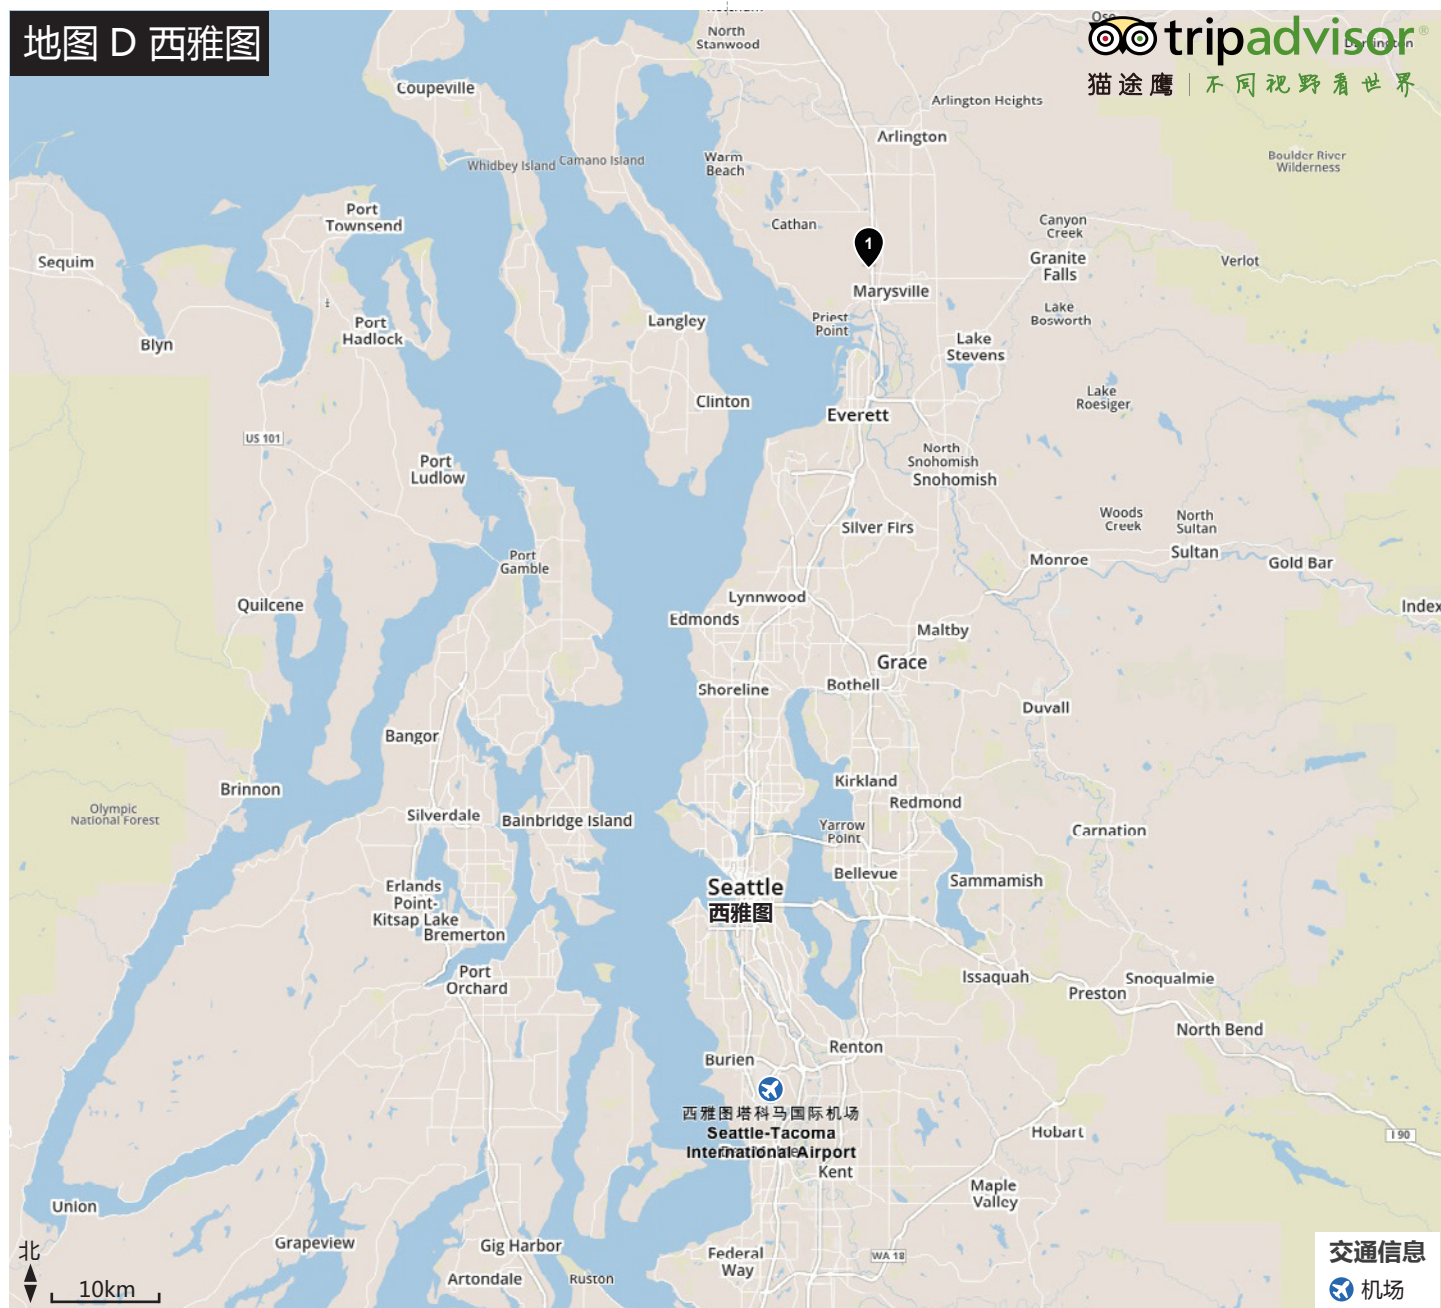 地图 D 西雅图
tripadvisor®
猫途鹰 | 不同视野看世界
North
Stanwood
Coupeville
Arlington Heights
Arlington
Whidbey Island
Camano Island
Warm
Beach
Boulder River
Wilderness
Port
Townsend
Cathan
Canyon
Creek
Sequim
1
Granite
Falls
Verlot
Marysville
Lake
Bosworth
Priest
Point
Port
Hadlock
Langley
Blyn
Lake
Stevens
Lake
Roesiger
Clinton
Everett
US 101
North
Snohomish
Snohomish
Port
Ludlow
Silver Firs
Woods
Creek
North
Sultan
Sultan
Monroe
Gold Bar
Port
Gamble
Quilcene
Lynnwood
Edmonds
Index
Maltby
Grace
Shoreline
Bothell
Duvall
Bangor
Brinnon
Kirkland
Redmond
Olympic
National Forest
Silverdale
Bainbridge Island
Yarrow
Point
Carnation
Bellevue
Sammamish
Seattle
西雅图
Erlands
Point-
Kitsap Lake
Bremerton
Port
Orchard
Issaquah
Snoqualmie
Preston
North Bend
Burien
Renton
西雅图塔科马国际机场
Seattle-Tacoma
International Airport
Kent
Hobart
I 90
Maple
Valley
Union
Grapeview
Gig Harbor
Federal
Way
WA 18
Artondale
Ruston
北
10km
交通信息
机场